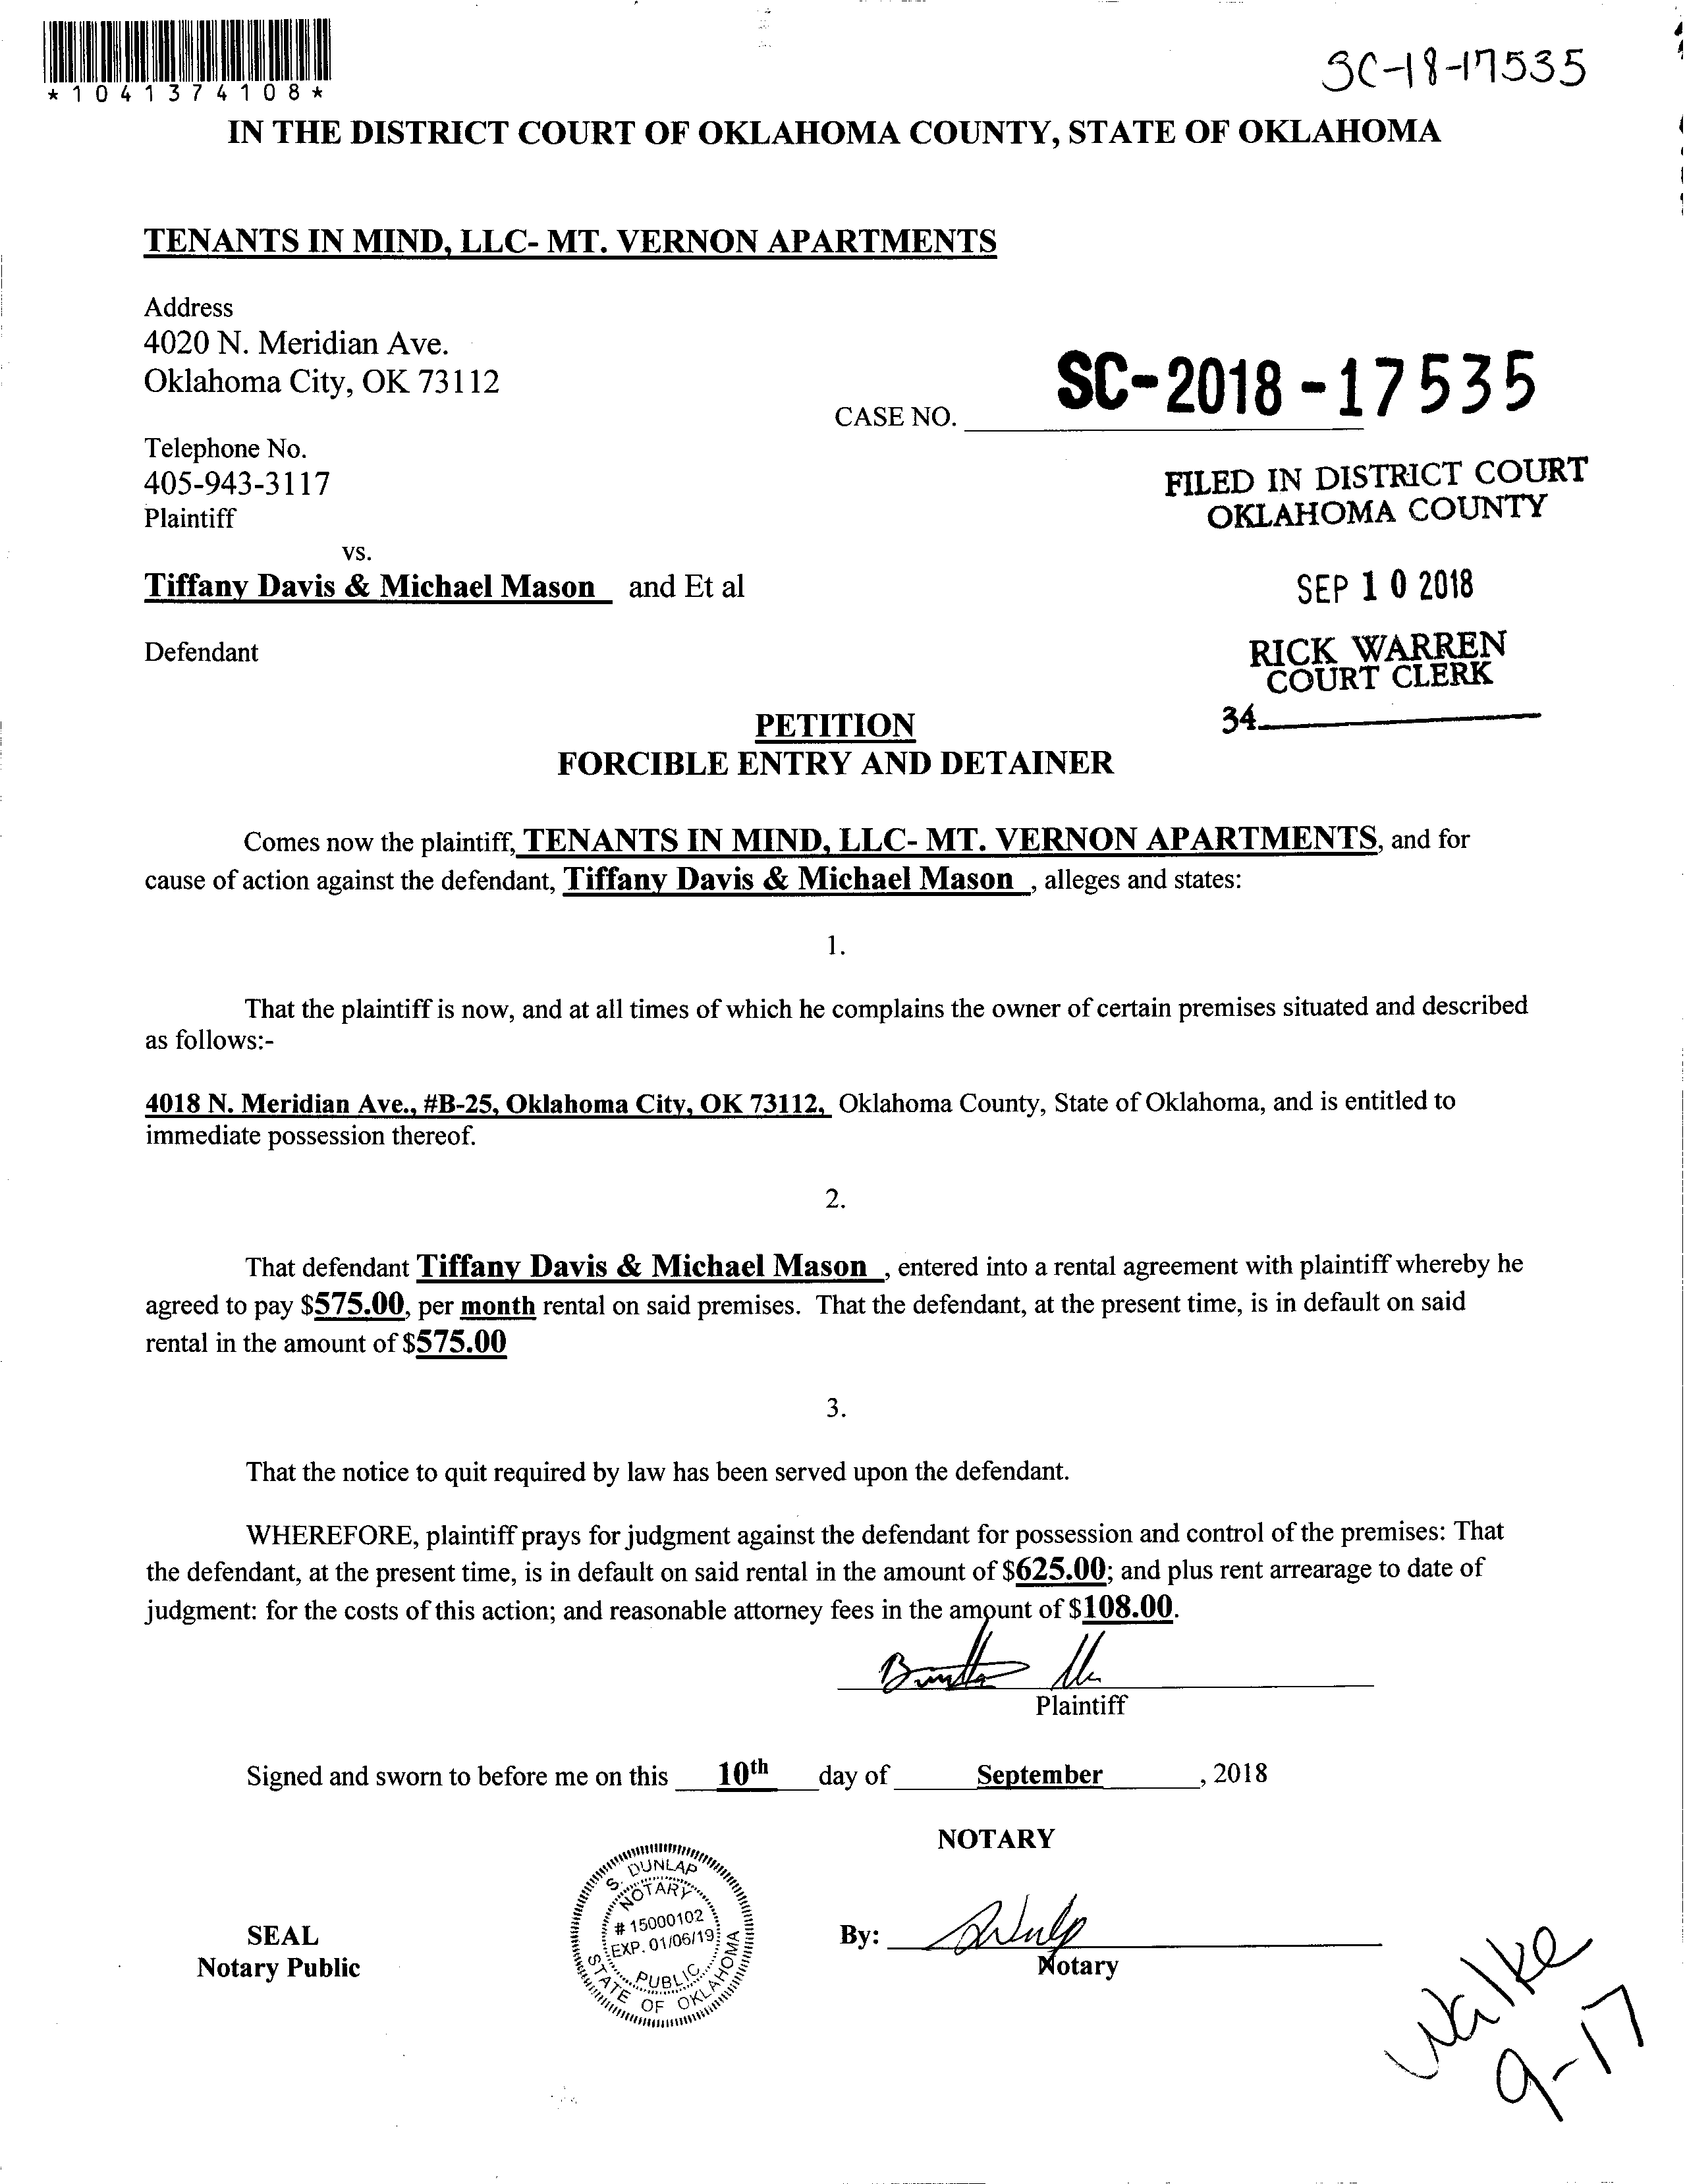 *1041374108*
SC-18-17535
IN THE DISTRICT COURT OF OKLAHOMA COUNTY, STATE OF OKLAHOMA
TENANTS IN MIND, LLC- MT. VERNON APARTMENTS
Address
4020 N. Meridian Ave.
Oklahoma City, OK 73112
CASE NO. SC-2018-17535
Telephone No.
405-943-3117
Plaintiff
FILED IN DISTRICT COURT
OKLAHOMA COUNTY
vs.
Tiffany Davis & Michael Mason and Et al
SEP 10 2018
Defendant
RICK WARREN
COURT CLERK
34
PETITION
FORCIBLE ENTRY AND DETAINER
Comes now the plaintiff, TENANTS IN MIND, LLC- MT. VERNON APARTMENTS, and for
cause of action against the defendant, Tiffany Davis & Michael Mason , alleges and states:
1.
That the plaintiff is now, and at all times of which he complains the owner of certain premises situated and described
as follows:-
4018 N. Meridian Ave., #B-25, Oklahoma City, OK 73112, Oklahoma County, State of Oklahoma, and is entitled to
immediate possession thereof.
2.
That defendant Tiffany Davis & Michael Mason , entered into a rental agreement with plaintiff whereby he
agreed to pay $575.00, per month rental on said premises. That the defendant, at the present time, is in default on said
rental in the amount of $575.00
3.
That the notice to quit required by law has been served upon the defendant.
WHEREFORE, plaintiff prays for judgment against the defendant for possession and control of the premises: That
the defendant, at the present time, is in default on said rental in the amount of $625.00; and plus rent arrearage to date of
judgment: for the costs of this action; and reasonable attorney fees in the amount of $108.00.
Plaintiff
Signed and sworn to before me on this 10th day of September, 2018
NOTARY
S. DUNLAP
NOTARY
# 15000102
EXP. 01/06/19
PUBLIC
STATE OF OKLAHOMA
SEAL
Notary Public
By:
Notary
Walke
9-17